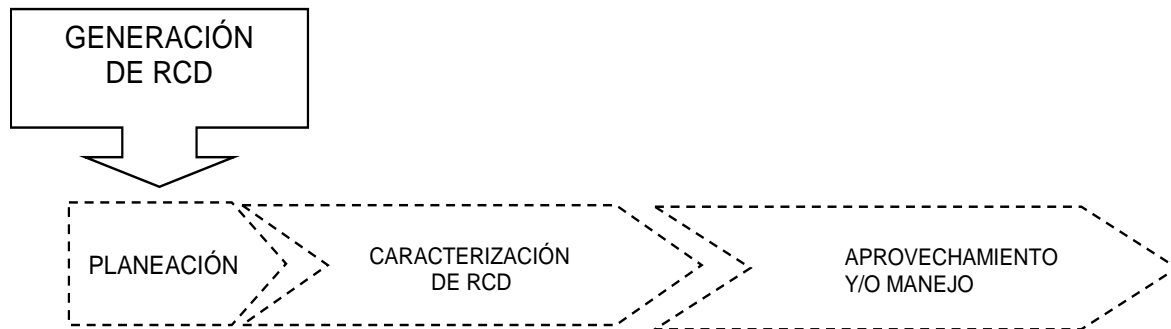 GENERACIÓN
DE RCD
PLANEACIÓN
CARACTERIZACIÓN
DE RCD
APROVECHAMIENTO
Y/O MANEJO